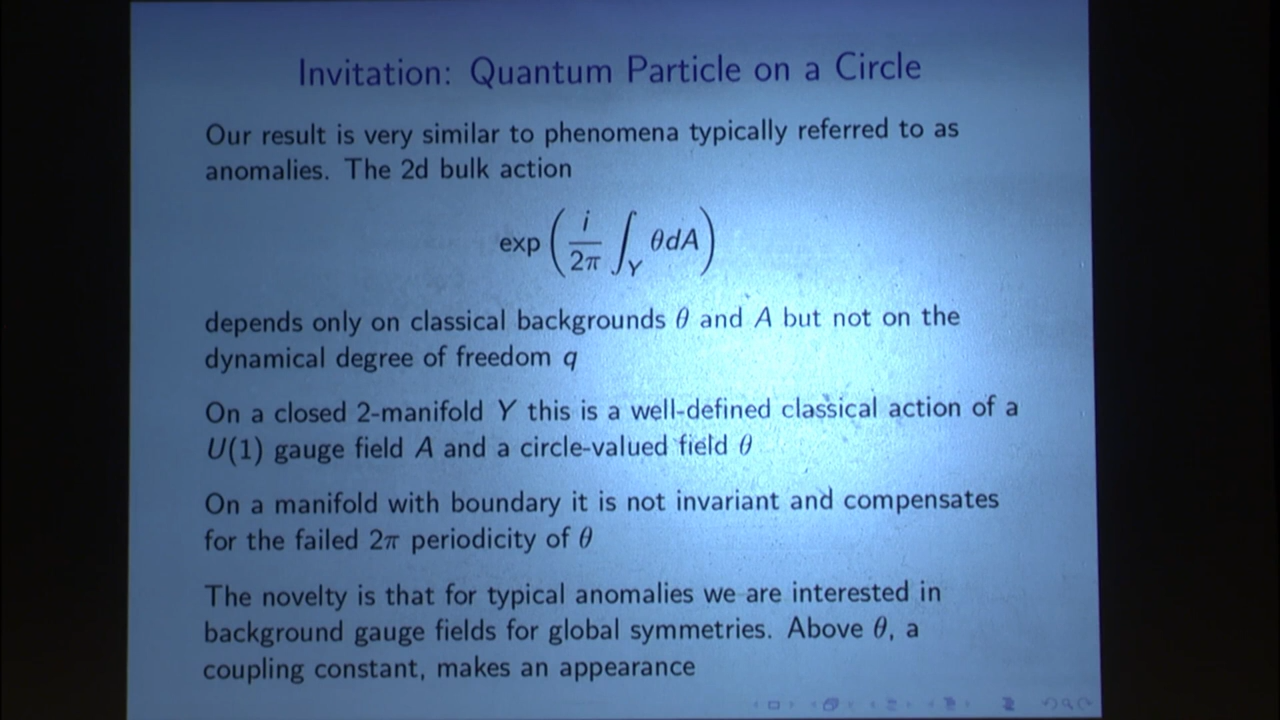 Invitation: Quantum Particle on a Circle
Our result is very similar to phenomena typically referred to as
anomalies. The 2d bulk action
exp ( i/2π ∫_Y θdA )
depends only on classical backgrounds θ and A but not on the
dynamical degree of freedom q
On a closed 2-manifold Y this is a well-defined classical action of a
U(1) gauge field A and a circle-valued field θ
On a manifold with boundary it is not invariant and compensates
for the failed 2π periodicity of θ
The novelty is that for typical anomalies we are interested in
background gauge fields for global symmetries. Above θ, a
coupling constant, makes an appearance